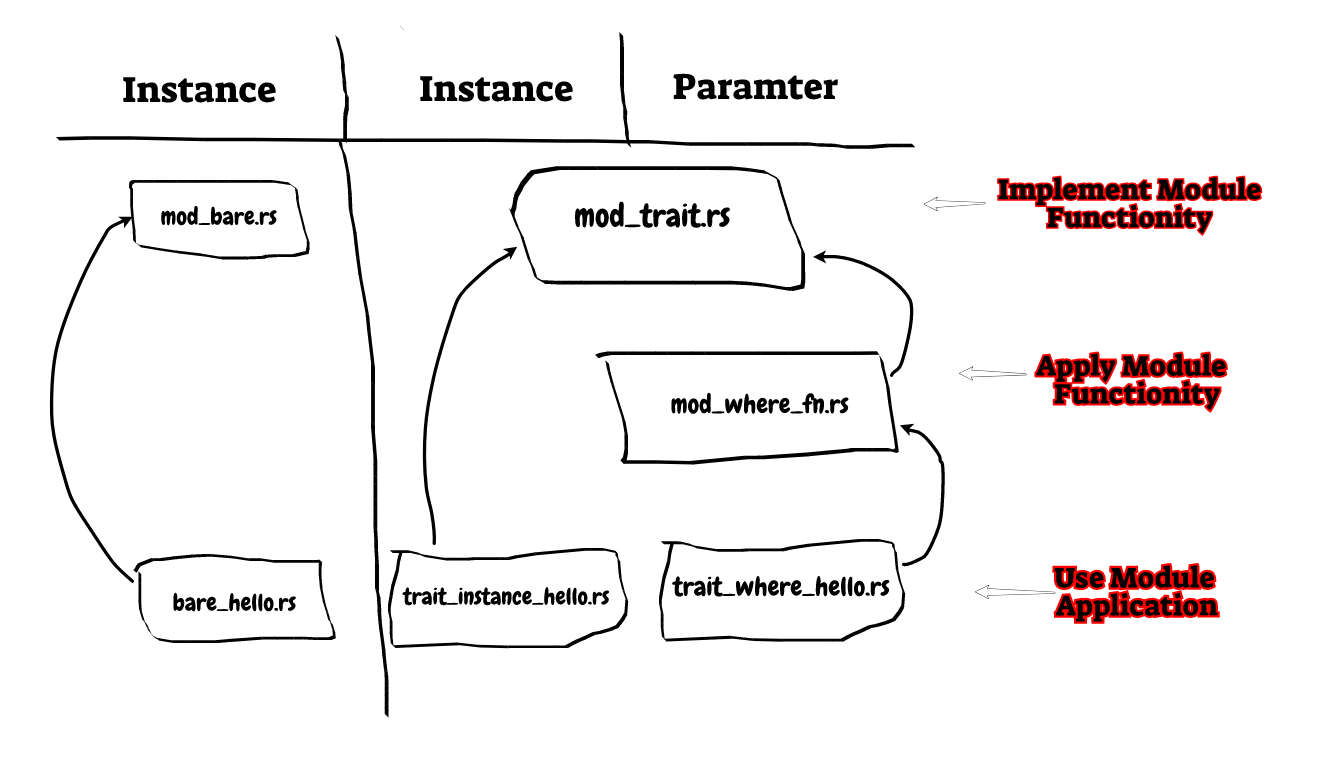 Instance
Instance
Paramter
mod_bare.rs
mod_trait.rs
Implement Module
Functionity
mod_where_fn.rs
Apply Module
Functionity
bare_hello.rs
trait_instance_hello.rs
trait_where_hello.rs
Use Module
Application